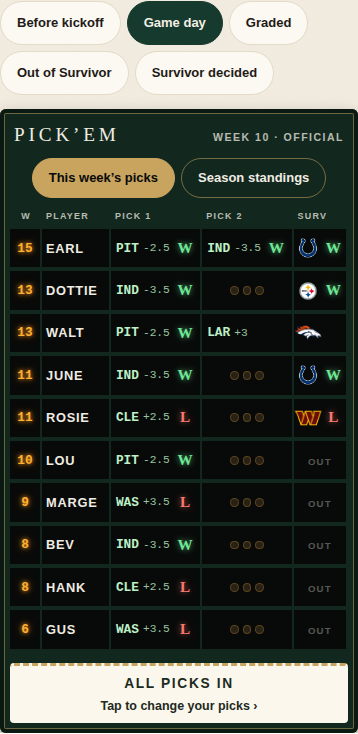 Before kickoff Game day Graded
Out of Survivor Survivor decided
PICK’EM WEEK 10 · OFFICIAL
This week’s picks Season standings
W PLAYER PICK 1 PICK 2 SURV
15 EARL PIT -2.5 W IND -3.5 W W
13 DOTTIE IND -3.5 W W
13 WALT PIT -2.5 W LAR +3
11 JUNE IND -3.5 W W
11 ROSIE CLE +2.5 L W L
10 LOU PIT -2.5 W OUT
9 MARGE WAS +3.5 L OUT
8 BEV IND -3.5 W OUT
8 HANK CLE +2.5 L OUT
6 GUS WAS +3.5 L OUT
ALL PICKS IN
Tap to change your picks ›